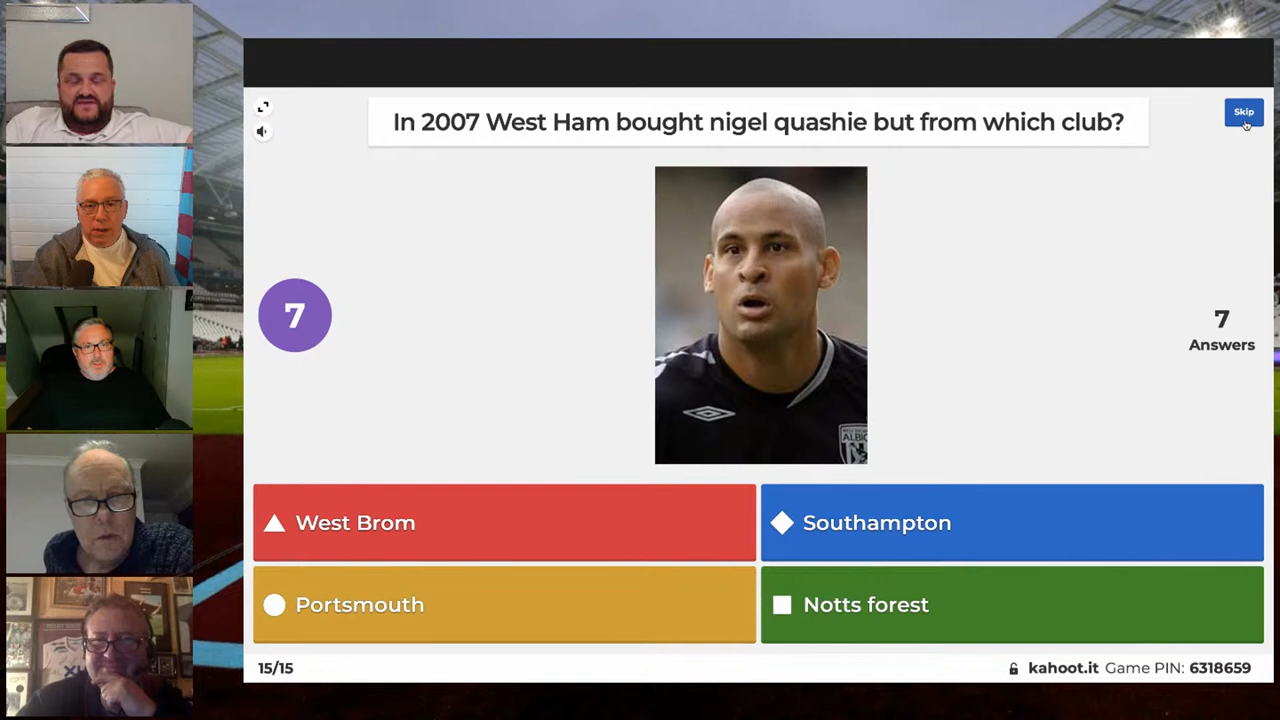 In 2007 West Ham bought nigel quashie but from which club?
Skip
7
7
Answers
ALBIO
West Brom
Southampton
Portsmouth
Notts forest
15/15
kahoot.it Game PIN: 6318659